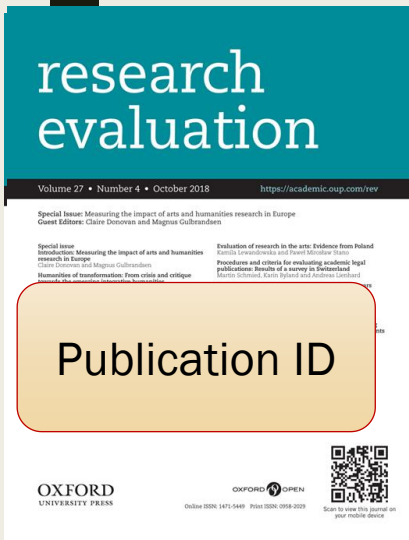 research
evaluation
Volume 27 • Number 4 • October 2018
https://academic.oup.com/rev
Special Issue: Measuring the impact of arts and humanities research in Europe
Guest Editors: Claire Donovan and Magnus Gulbrandsen
Special issue
Introduction: Measuring the impact of arts and humanities
research in Europe
Claire Donovan and Magnus Gulbrandsen
Humanities of transformation: From crisis and critique
towards the emerging integrative humanities
Evaluation of research in the arts: Evidence from Poland
Kamila Lewandowska and Paweł Mirosław Stano
Procedures and criteria for evaluating academic legal
publications: Results of a survey in Switzerland
Martin Schmied, Karin Byland and Andreas Lienhard
Publication ID
OXFORD
UNIVERSITY PRESS
OXFORD OPEN
Online ISSN: 1471-5449 Print ISSN: 0958-2029
Scan to view this journal on
your mobile device